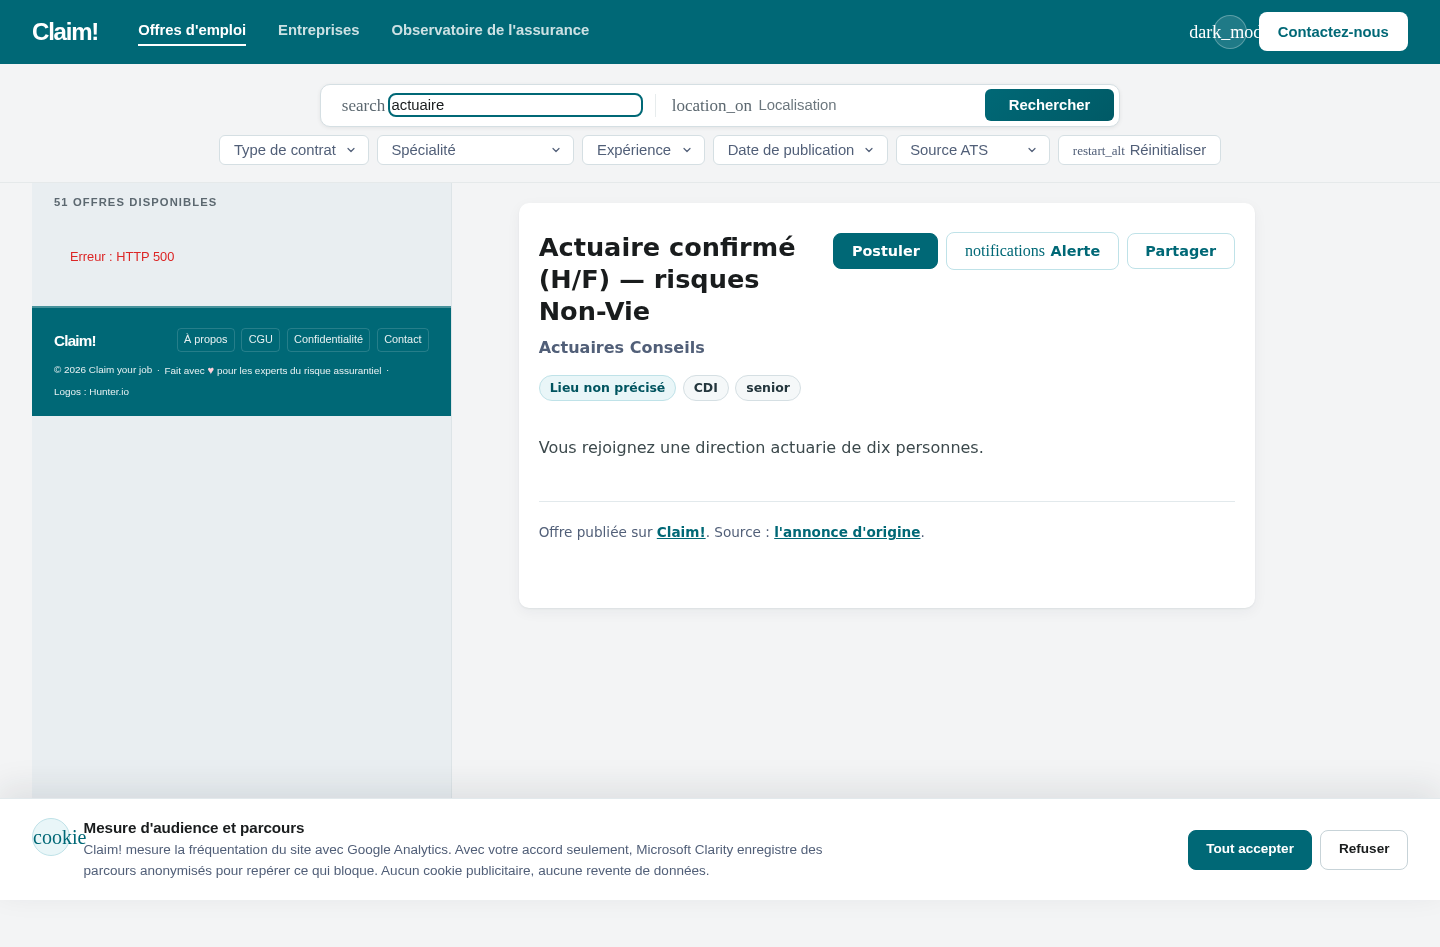 Claim!
Offres d'emploi
Entreprises
Observatoire de l'assurance
dark_mod
Contactez-nous
search
actuaire
location_on
Localisation
Rechercher
Type de contrat
Spécialité
Expérience
Date de publication
Source ATS
restart_alt Réinitialiser
51 OFFRES DISPONIBLES
Erreur : HTTP 500
Claim!
À propos
CGU
Confidentialité
Contact
© 2026 Claim your job · Fait avec ♥ pour les experts du risque assurantiel ·
Logos : Hunter.io
Actuaire confirmé
(H/F) — risques
Non-Vie
Postuler
notifications Alerte
Partager
Actuaires Conseils
Lieu non précisé
CDI
senior
Vous rejoignez une direction actuarie de dix personnes.
Offre publiée sur Claim!. Source : l'annonce d'origine.
cookie
Mesure d'audience et parcours
Claim! mesure la fréquentation du site avec Google Analytics. Avec votre accord seulement, Microsoft Clarity enregistre des
parcours anonymisés pour repérer ce qui bloque. Aucun cookie publicitaire, aucune revente de données.
Tout accepter
Refuser